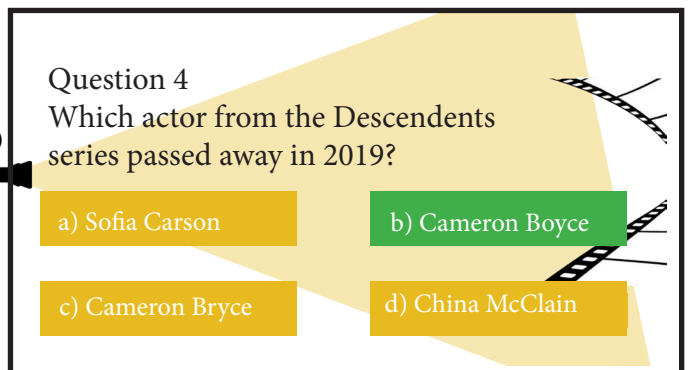 Question 4
Which actor from the Descendents
series passed away in 2019?
a) Sofia Carson
b) Cameron Boyce
c) Cameron Bryce
d) China McClain